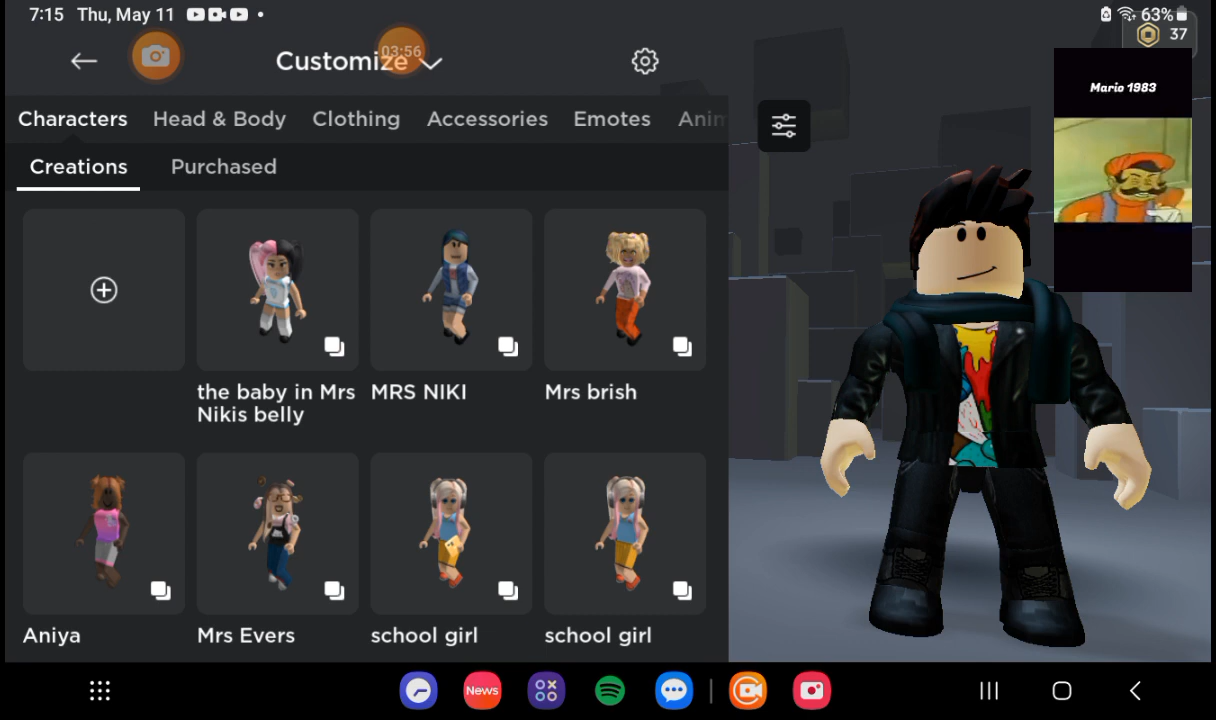 7:15 Thu, May 11
63%
37
03:56
Customize
Mario 1983
Characters Head & Body Clothing Accessories Emotes Anim
Creations Purchased
the baby in Mrs
Nikis belly
MRS NIKI
Mrs brish
Aniya
Mrs Evers
school girl
school girl
News